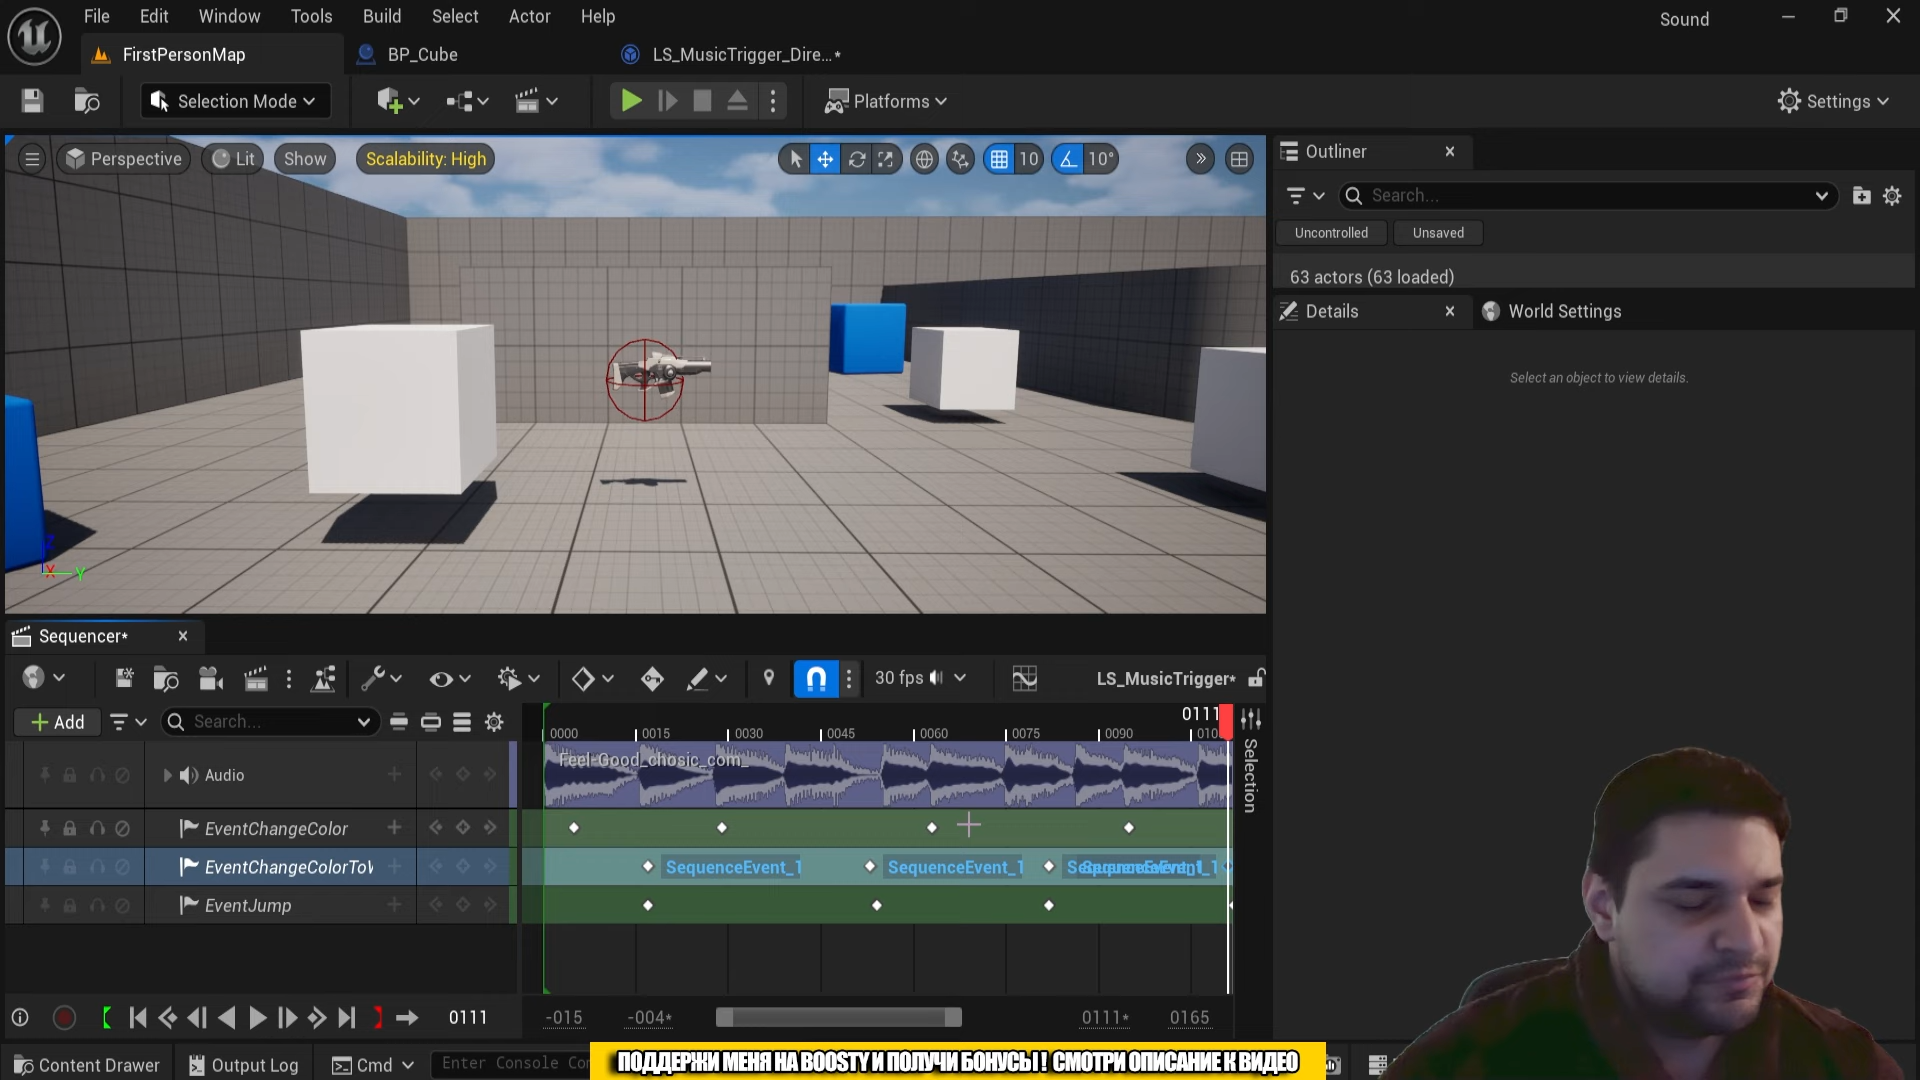 File Edit Window Tools Build Select Actor Help
Sound
FirstPersonMap
BP_Cube
LS_MusicTrigger_Dire...*
Selection Mode
Platforms
Settings
Perspective
Lit
Show
Scalability: High
10
10°
Outliner
Search...
Uncontrolled
Unsaved
63 actors (63 loaded)
Details
World Settings
Select an object to view details.
X Y
Sequencer*
30 fps
LS_MusicTrigger*
Add
Search...
0111
0000 0015 0030 0045 0060 0075 0090 010
Selection
Audio
Feel-Good_chosic_com_
EventChangeColor
EventChangeColorToV
SequenceEvent_1
SequenceEvent_1
EventJump
0111
-015
-004*
0111*
0165
Content Drawer
Output Log
Cmd
Enter Console Co
ПОДДЕРЖИ МЕНЯ НА BOOSTY И ПОЛУЧИ БОНУСЫ! СМОТРИ ОПИСАНИЕ К ВИДЕО